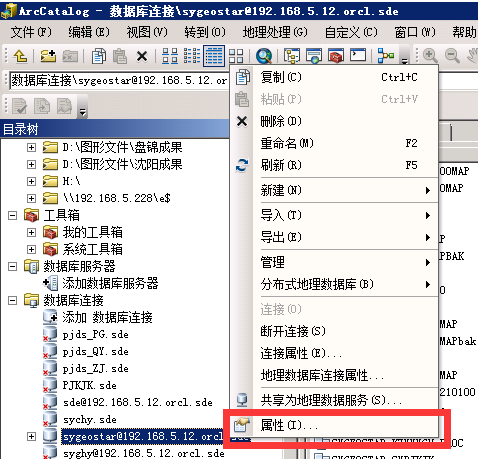 ArcCatalog - 数据库连接\sygeostar@192.168.5.12.orcl.sde
文件(F) 编辑(E) 视图(V) 转到(O) 地理处理(G) 自定义(C) 窗口(W) 帮助
数据库连接\sygeostar@192.168.5.12.orc
目录树
D:\图形文件\盘锦成果
D:\图形文件\沈阳成果
H:\
\\192.168.5.228\e$
工具箱
我的工具箱
系统工具箱
数据库服务器
添加数据库服务器
数据库连接
添加 数据库连接
pjds_PG.sde
pjds_QY.sde
pjds_ZJ.sde
PJKJK.sde
sde@192.168.5.12.orcl.sde
sychy.sde
sygeostar@192.168.5.12.orcl.sde
syghy@192.168.5.12.orcl.sde
复制(C) Ctrl+C
粘贴(P) Ctrl+V
删除(D)
重命名(M) F2
刷新(R) F5
新建(N)
导入(T)
导出(E)
管理
分布式地理数据库(B)
连接(O)
断开连接(S)
连接属性(E)...
地理数据库连接属性...
共享为地理数据服务(S)...
属性(I)...
OOMAP
OMAP
AP
PBAK
MAP
MAPbak
MAP
210100